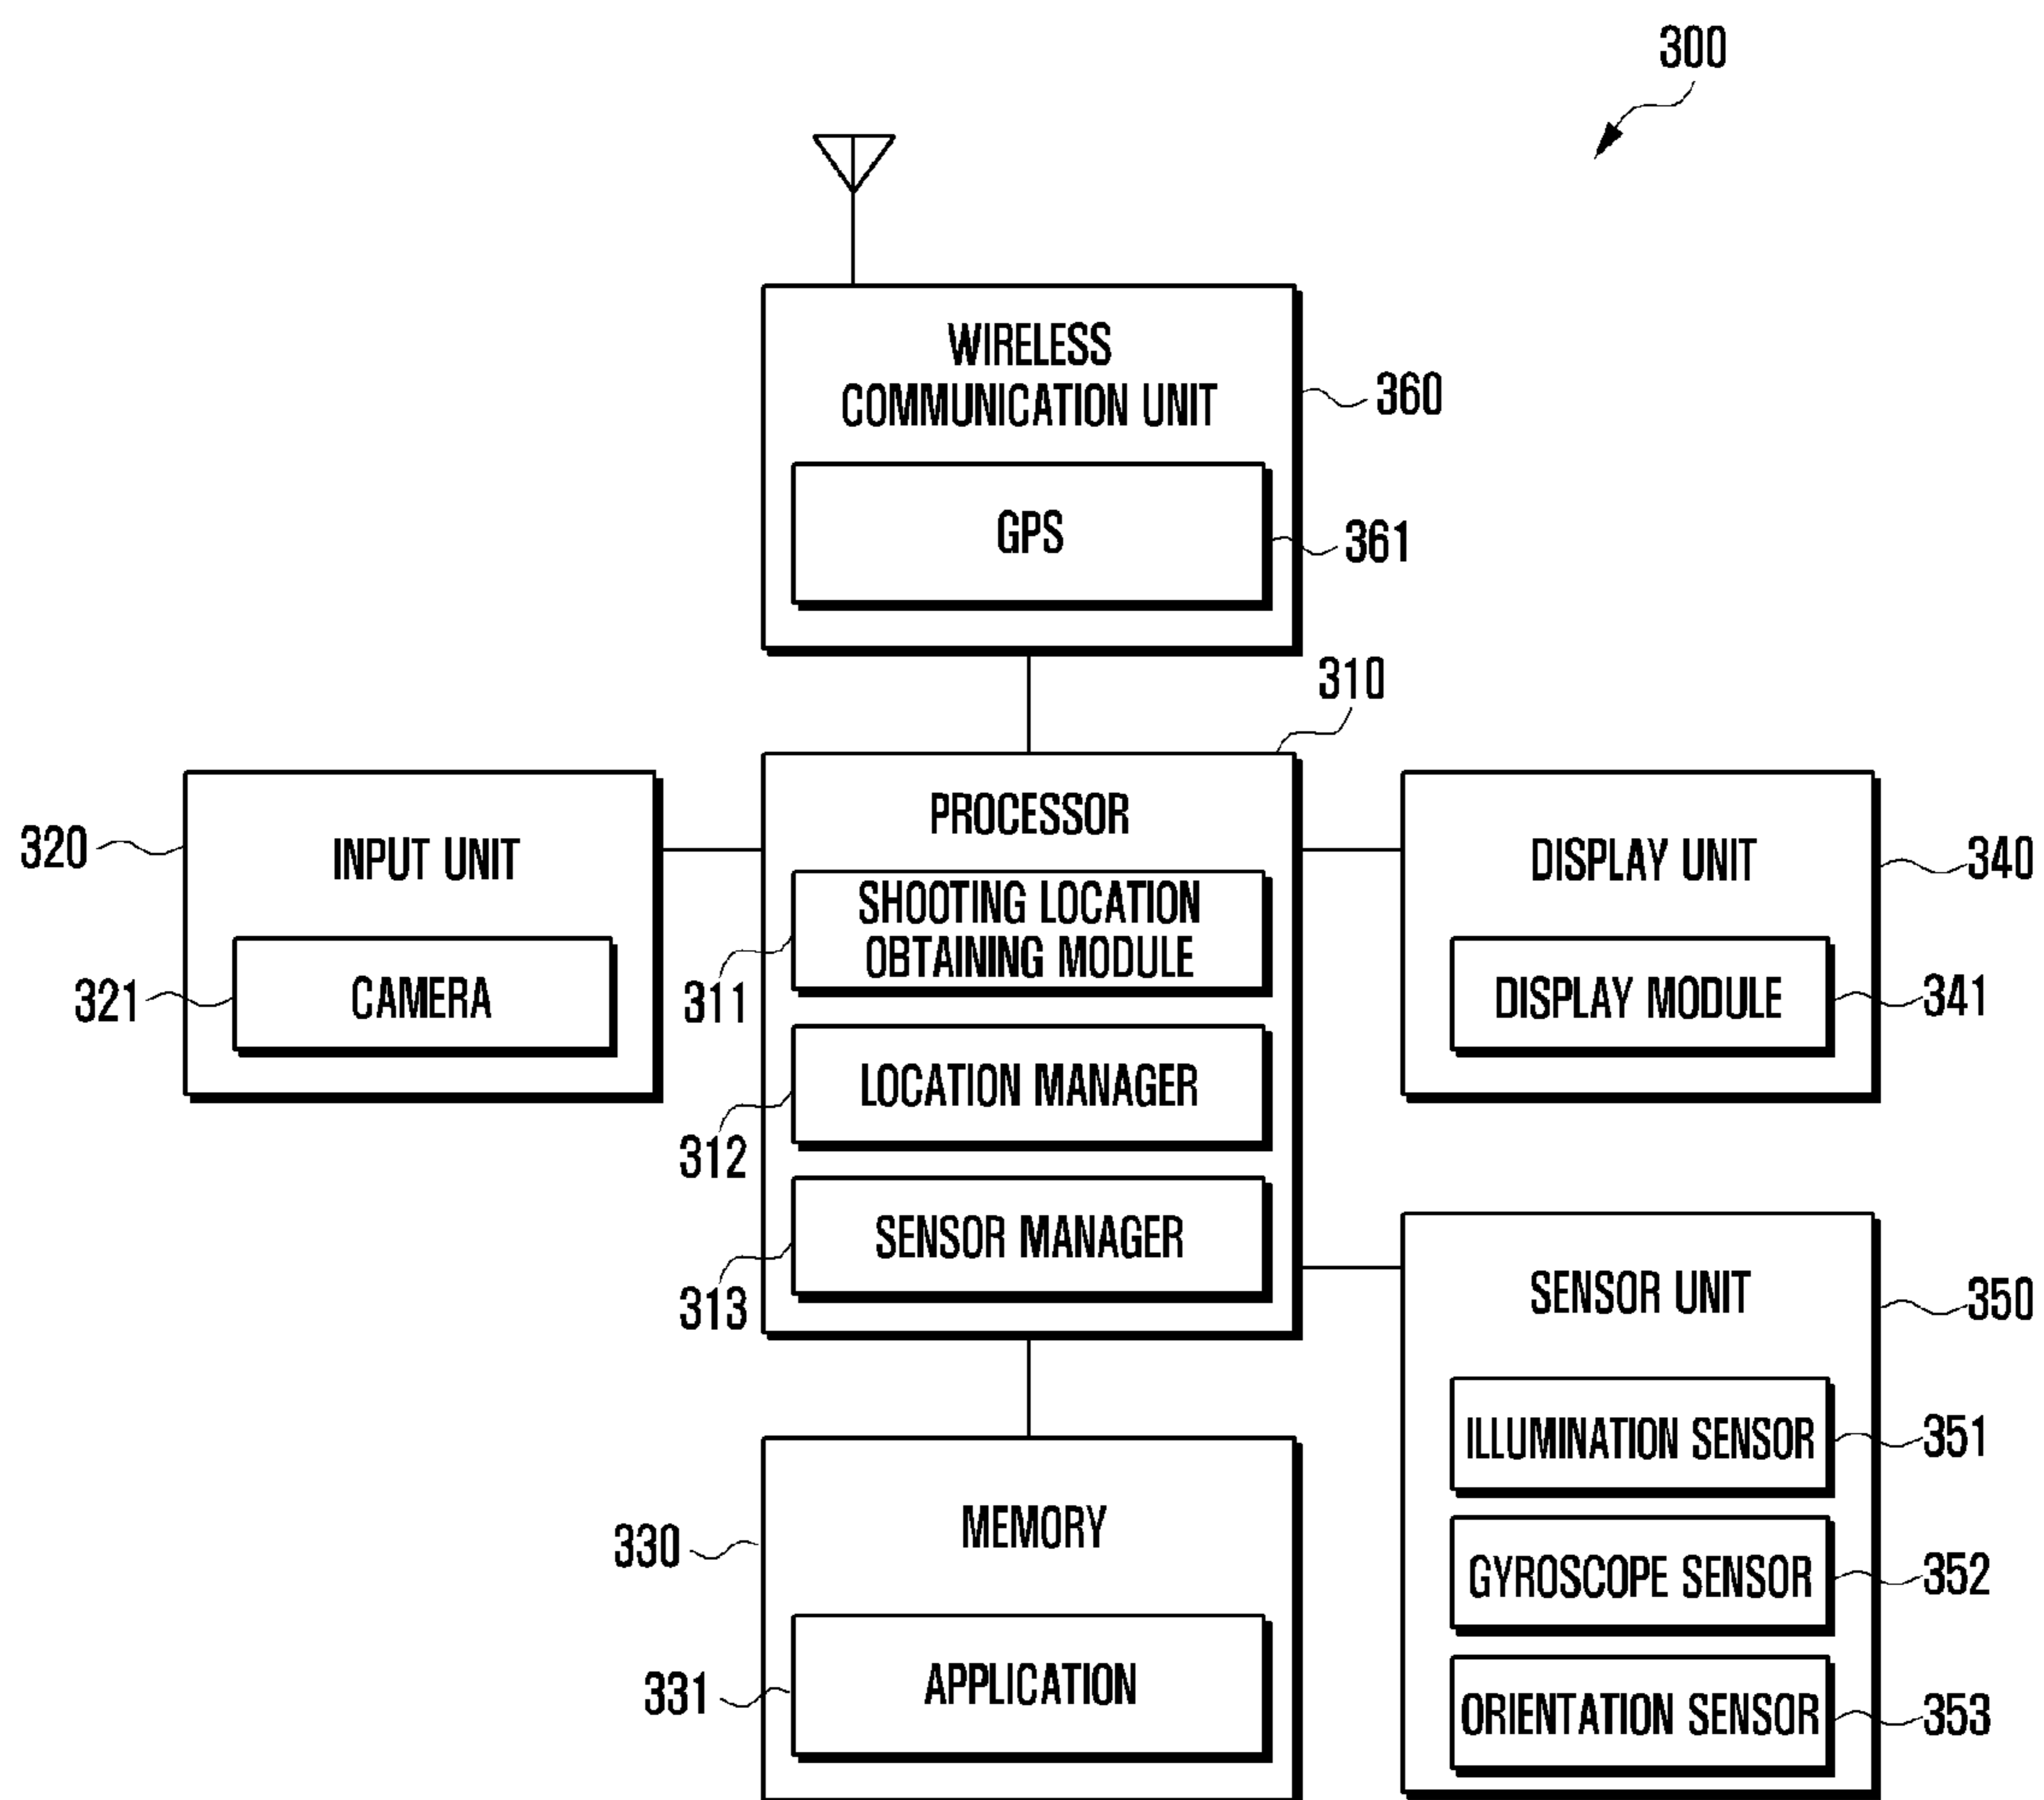 300
WIRELESS
COMMUNICATION UNIT
360
GPS
361
310
PROCESSOR
320
INPUT UNIT
DISPLAY UNIT
340
SHOOTING LOCATION
OBTAINING MODULE
311
321
CAMERA
DISPLAY MODULE
341
LOCATION MANAGER
312
SENSOR MANAGER
313
SENSOR UNIT
350
ILLUMINATION SENSOR
351
330
MEMORY
GYROSCOPE SENSOR
352
331
APPLICATION
ORIENTATION SENSOR
353